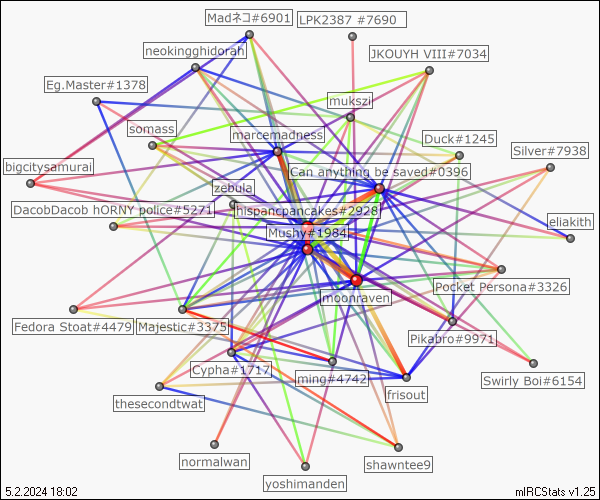 Madネコ#6901
LPK2387 #7690
neokingghidorah
JKOUYH VIII#7034
Eg.Master#1378
mukszi
sornass
marcemadness
Duck#1245
Silver#7938
bigcitysamurai
Can anything be saved#0396
zebula
DacobDacob hORNY police#5271
hispancpancakes#2928
eliakith
Mushy#1984
Pocket Persona#3326
moonraven
Fedora Stoat#4479
Majestic#3375
Pikabro#9971
Cypha#1717
ming#4742
Swirly Boi#6154
frisout
thesecondtwat
normalwan
shawntee9
yoshimanden
5.2.2024 18:02
mIRCStats v1.25